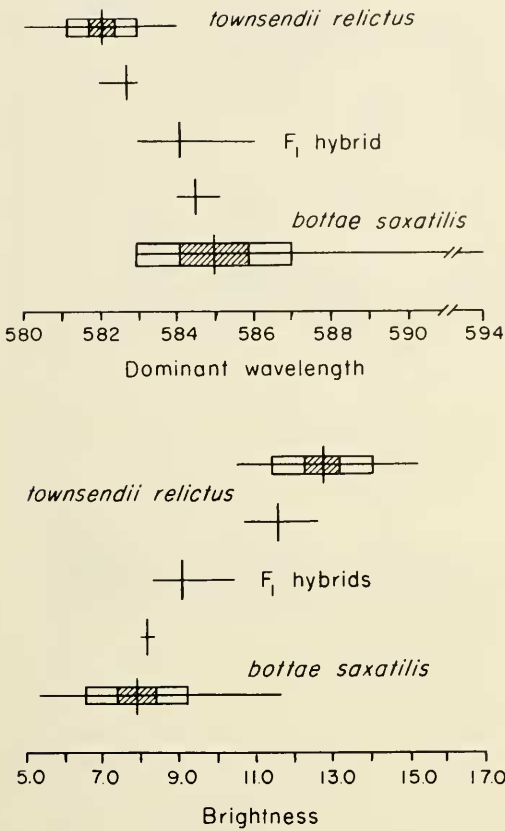 townsendii relictus
F₁ hybrid
bottae saxatilis
580 582 584 586 588 590 594
Dominant wavelength
townsendii relictus
F₁ hybrids
bottae saxatilis
5.0 7.0 9.0 11.0 13.0 15.0 17.0
Brightness